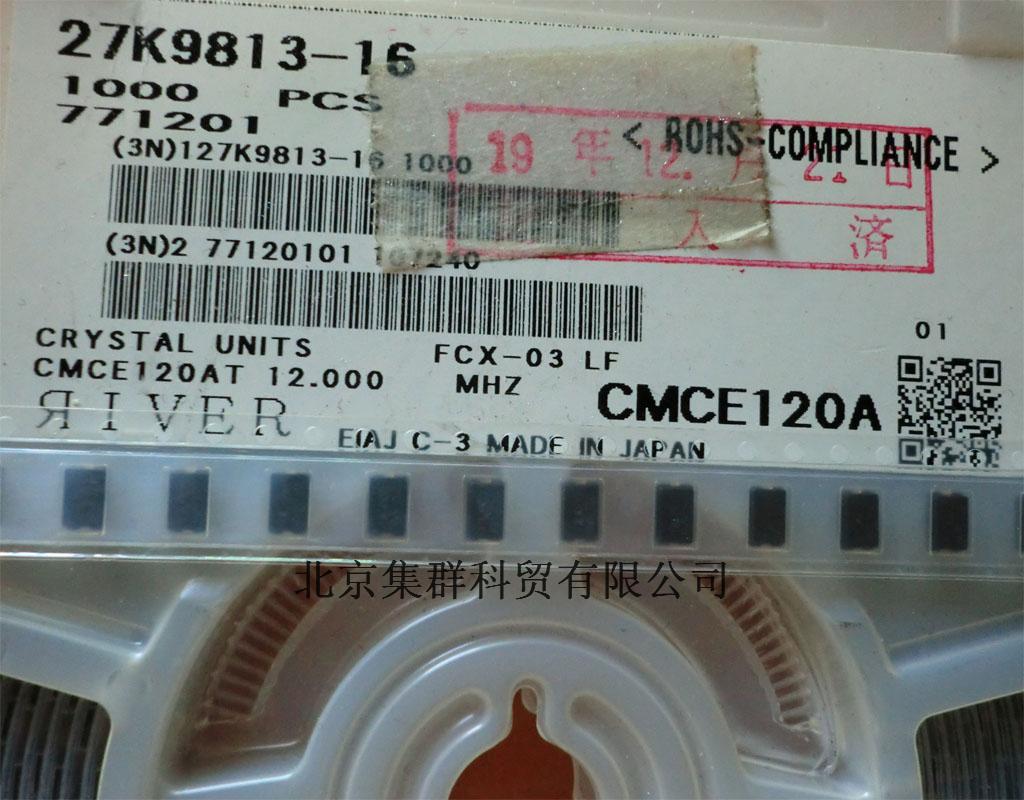 27K9813-16
1000 PCS
771201
(3N)127K9813-16 1000
< ROHS-COMPLIANCE >
19 年 12. 月 21 日
入 済
(3N)2 77120101 167240
01
CRYSTAL UNITS FCX-03 LF
CMCE120AT 12.000 MHZ
CMCE120A
RIVER
EIAJ C-3 MADE IN JAPAN
北京集群科贸有限公司